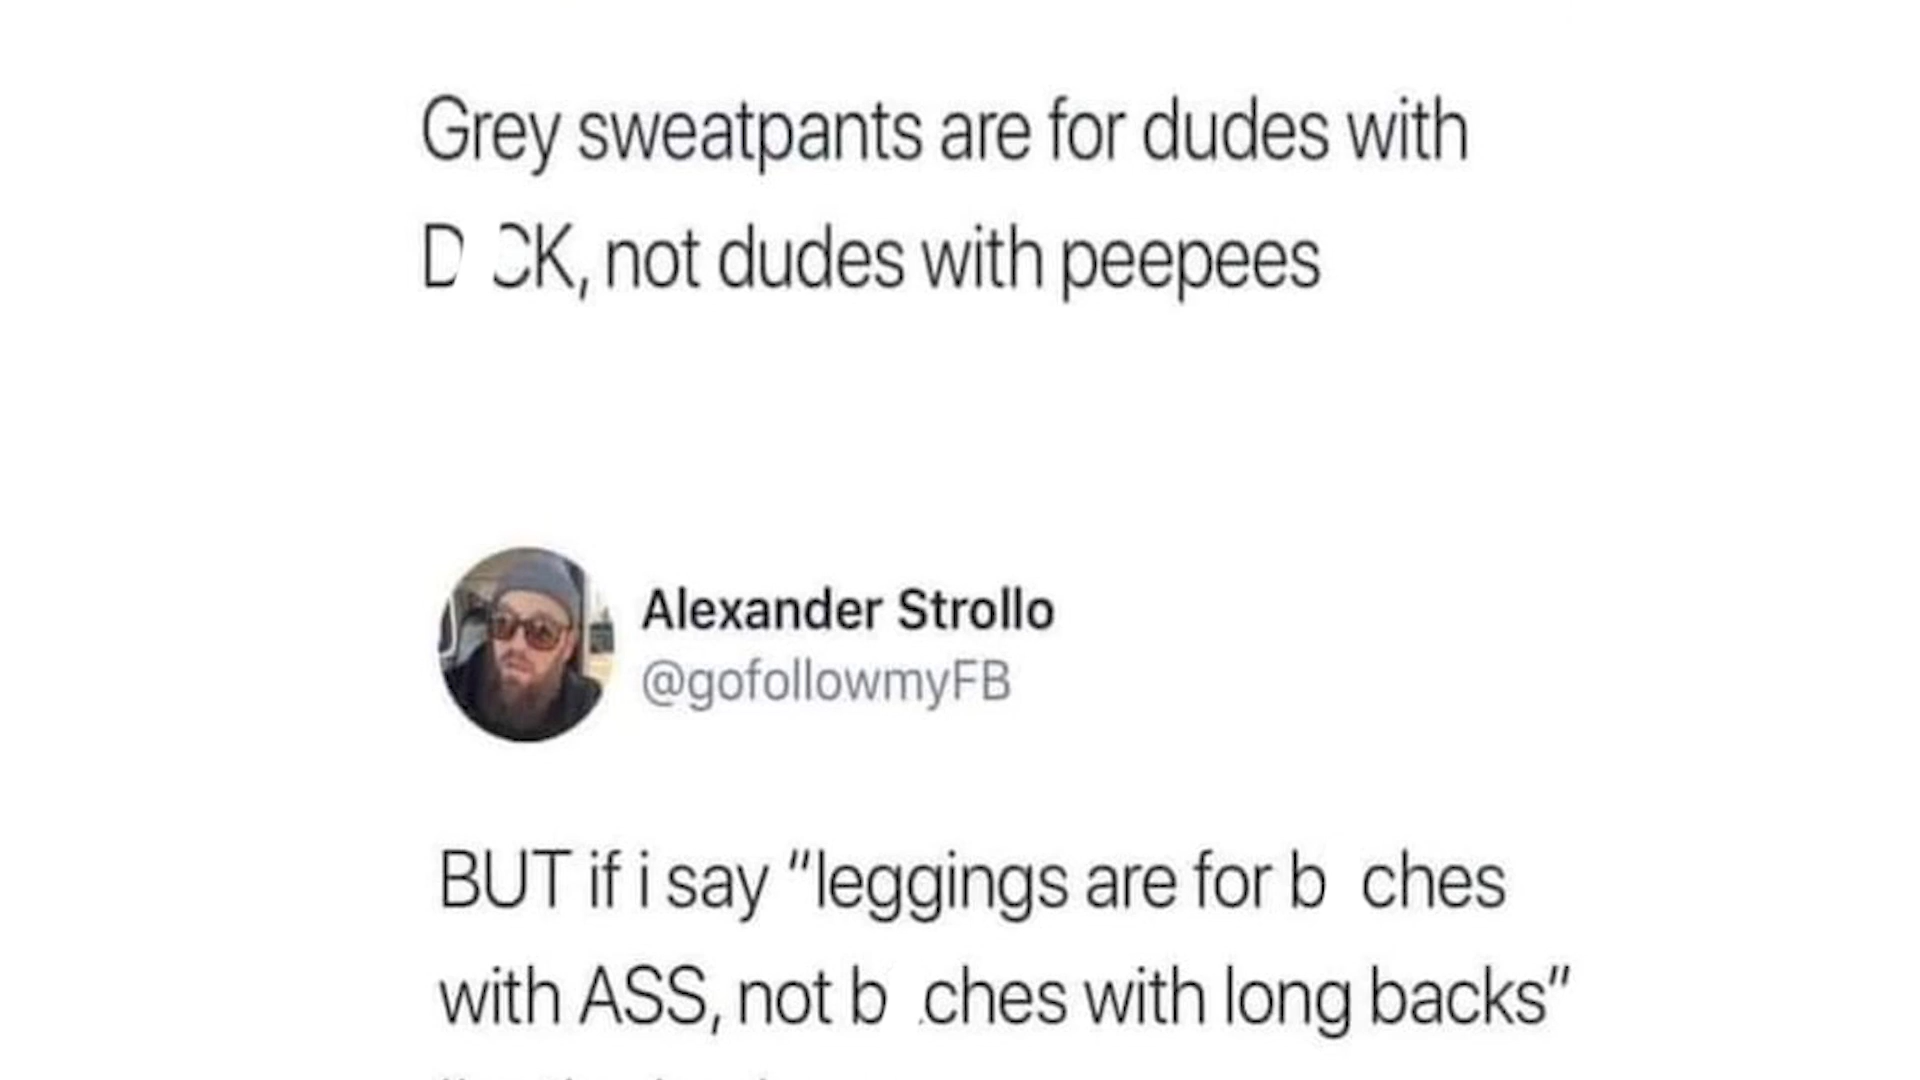 Grey sweatpants are for dudes with
D CK, not dudes with peepees
Alexander Strollo
@gofollowmyFB
BUT if i say "leggings are for b ches
with ASS, not b ches with long backs"